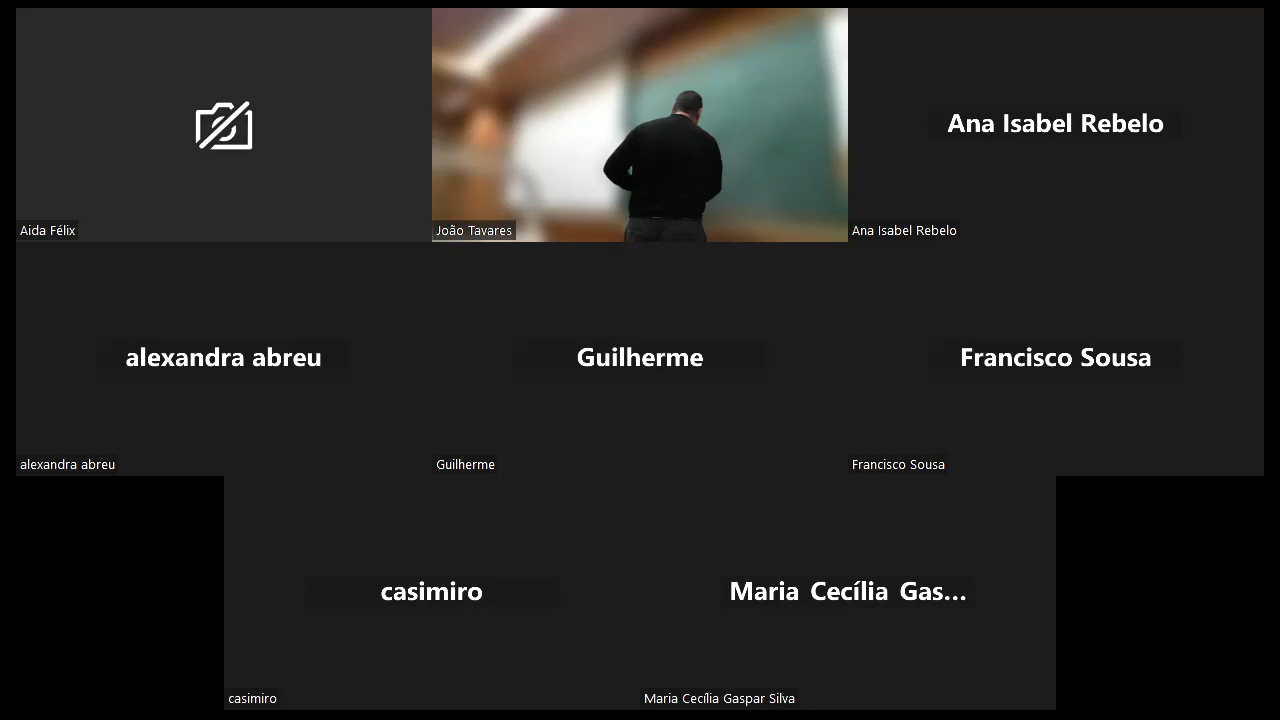 Aida Félix
João Tavares
Ana Isabel Rebelo
Ana Isabel Rebelo
alexandra abreu
Guilherme
Francisco Sousa
alexandra abreu
Guilherme
Francisco Sousa
casimiro
Maria Cecília Gas...
casimiro
Maria Cecília Gaspar Silva